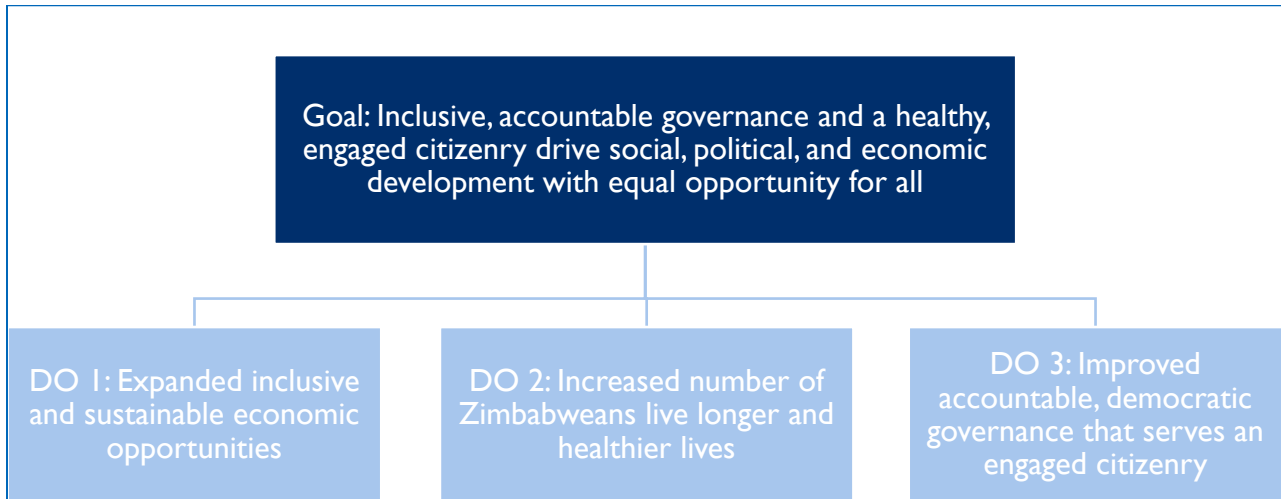 Goal: Inclusive, accountable governance and a healthy,
engaged citizenry drive social, political, and economic
development with equal opportunity for all
DO 1: Expanded inclusive
and sustainable economic
opportunities
DO 2: Increased number of
Zimbabweans live longer and
healthier lives
DO 3: Improved
accountable, democratic
governance that serves an
engaged citizenry